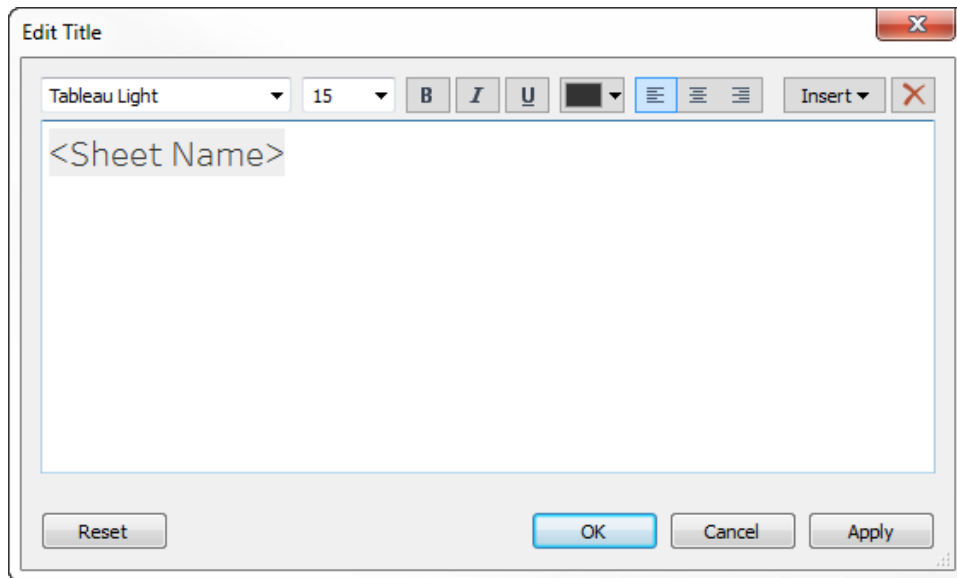 Edit Title
Tableau Light 15 B I U Insert
<Sheet Name>
Reset OK Cancel Apply